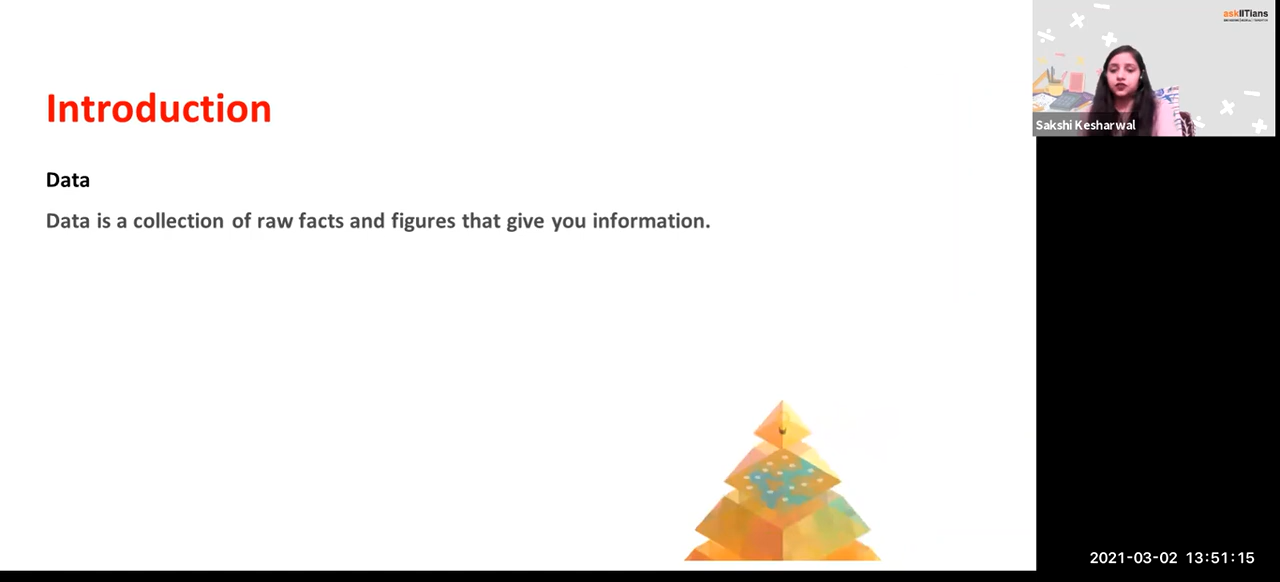 Introduction
Data
Data is a collection of raw facts and figures that give you information.
askIITians
Sakshi Kesharwal
2021-03-02 13:51:15